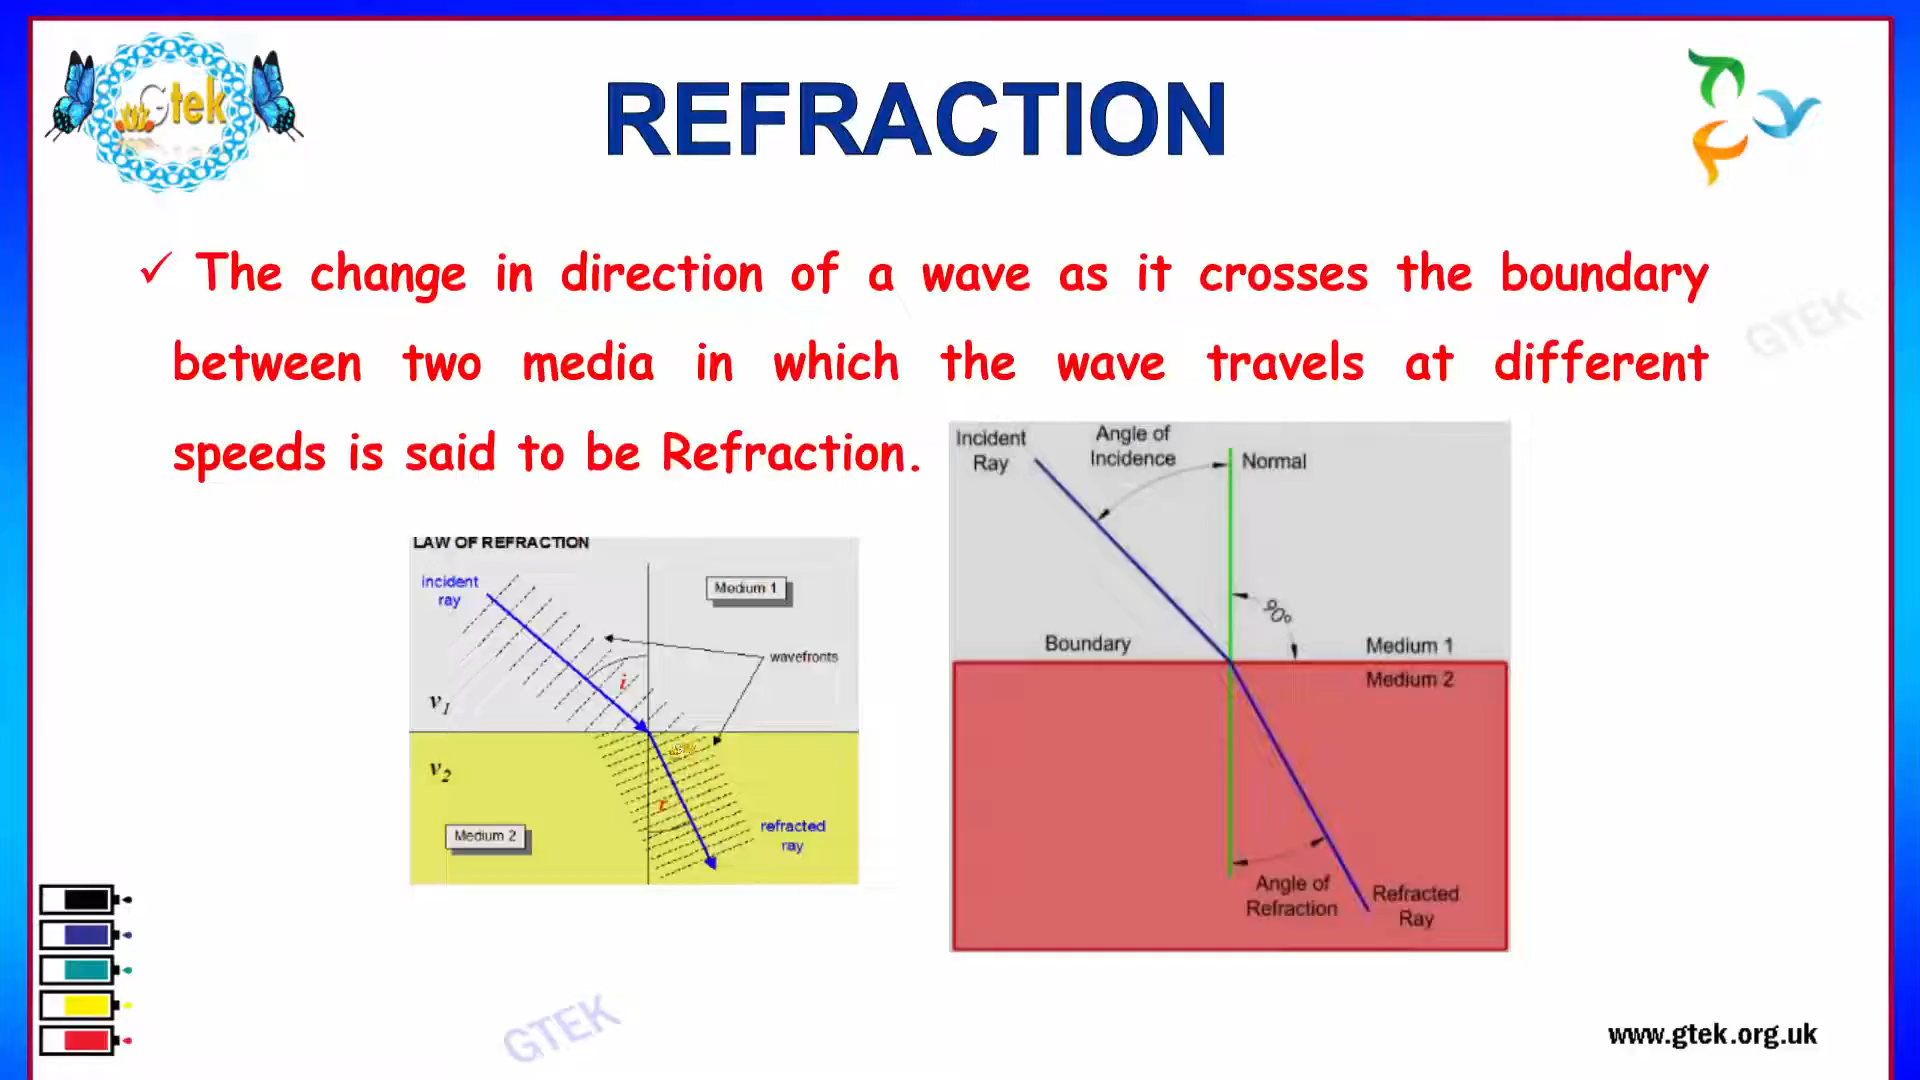 Gtek
REFRACTION
✓ The change in direction of a wave as it crosses the boundary
between two media in which the wave travels at different
speeds is said to be Refraction.
GTEK
LAW OF REFRACTION
incident
ray
Medium 1
wavefronts
i
v1
v2
r
Medium 2
refracted
ray
Incident
Ray
Angle of
Incidence
Normal
90°
Boundary
Medium 1
Medium 2
Angle of
Refraction
Refracted
Ray
GTEK
www.gtek.org.uk